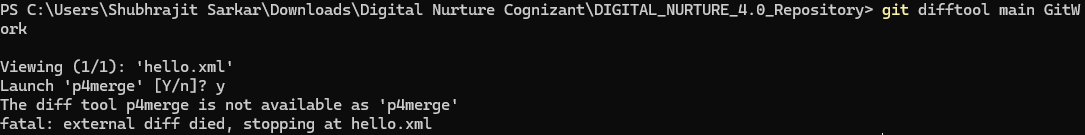 PS C:\Users\Shubhrajit Sarkar\Downloads\Digital Nurture Cognizant\DIGITAL_NURTURE_4.0_Repository> git difftool main GitW
ork
Viewing (1/1): 'hello.xml'
Launch 'p4merge' [Y/n]? y
The diff tool p4merge is not available as 'p4merge'
fatal: external diff died, stopping at hello.xml